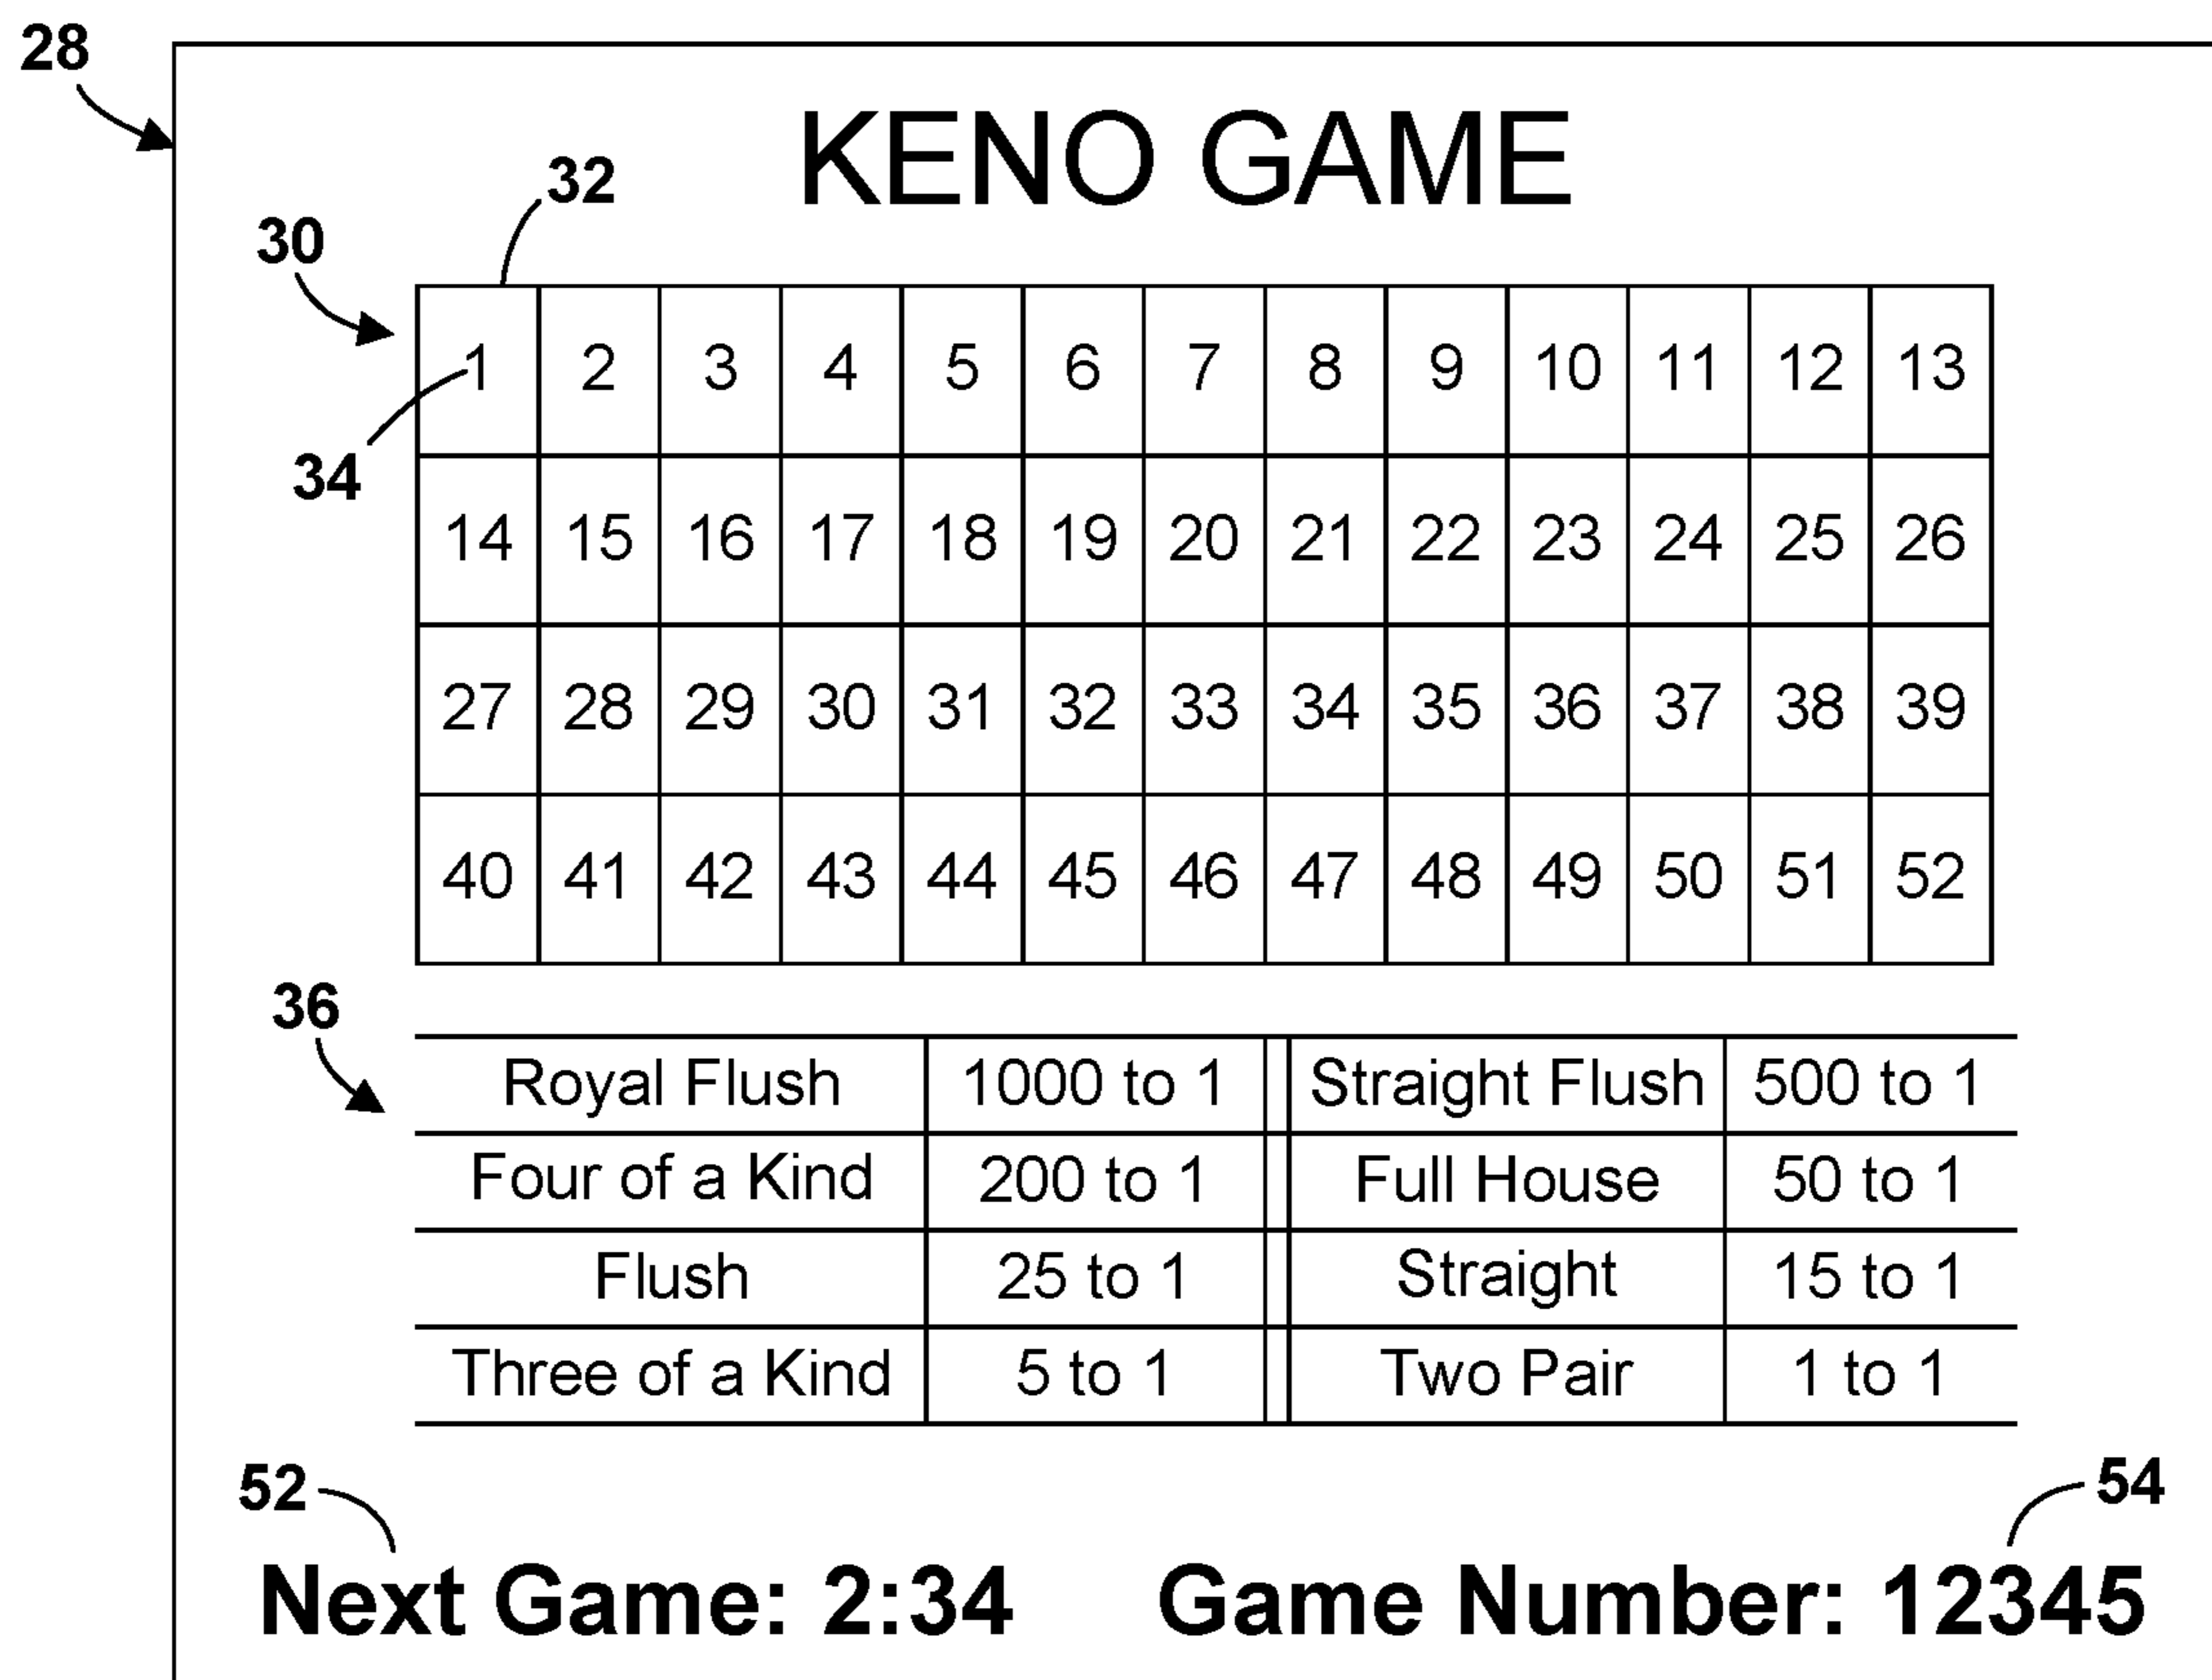 28
KENO GAME
32
30
1 2 3 4 5 6 7 8 9 10 11 12 13
34
14 15 16 17 18 19 20 21 22 23 24 25 26
27 28 29 30 31 32 33 34 35 36 37 38 39
40 41 42 43 44 45 46 47 48 49 50 51 52
36
Royal Flush 1000 to 1 Straight Flush 500 to 1
Four of a Kind 200 to 1 Full House 50 to 1
Flush 25 to 1 Straight 15 to 1
Three of a Kind 5 to 1 Two Pair 1 to 1
52 54
Next Game: 2:34 Game Number: 12345